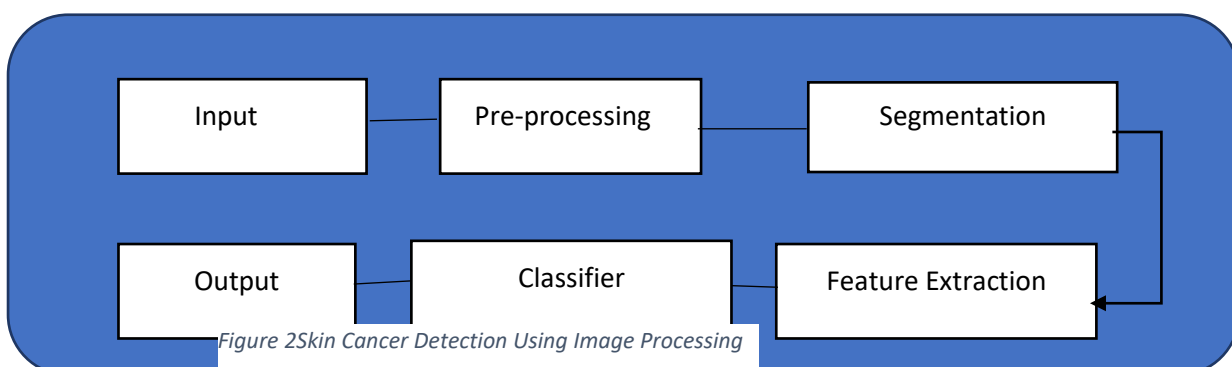 Input
Pre-processing
Segmentation
Output
Classifier
Feature Extraction
Figure 2Skin Cancer Detection Using Image Processing